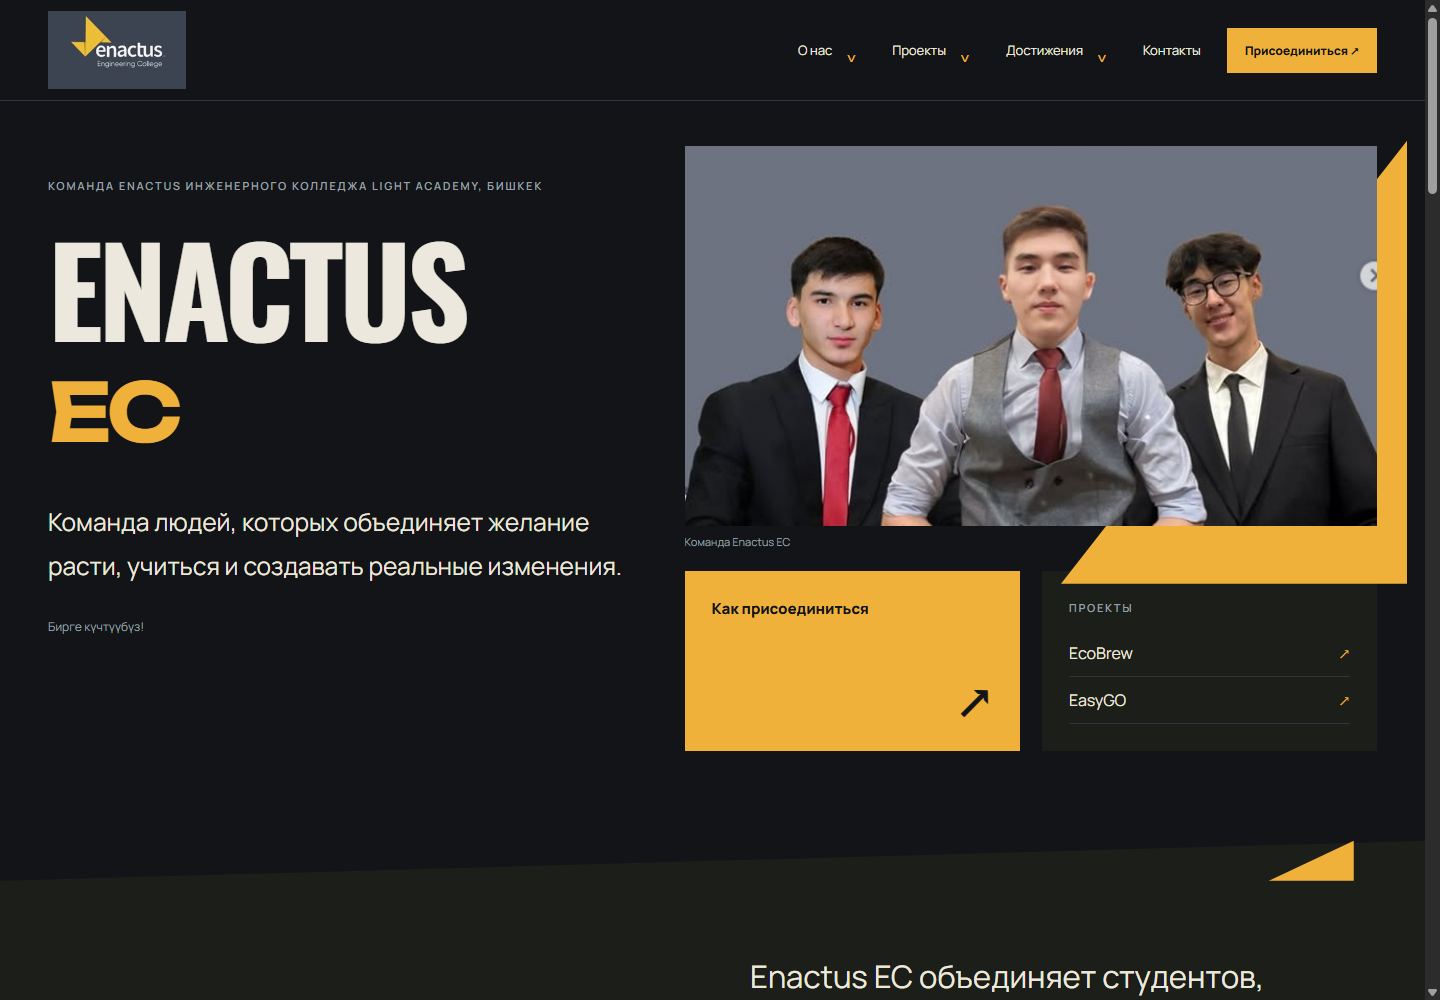 enactus
Engineering College
О нас
Проекты
Достижения
Контакты
Присоединиться ↗
КОМАНДА ENACTUS ИНЖЕНЕРНОГО КОЛЛЕДЖА LIGHT ACADEMY, БИШКЕК
ENACTUS
EC
Команда людей, которых объединяет желание
расти, учиться и создавать реальные изменения.
Бирге күчтүүбүз!
Команда Enactus EC
Как присоединиться
↗
ПРОЕКТЫ
EcoBrew ↗
EasyGO ↗
Enactus EC объединяет студентов,